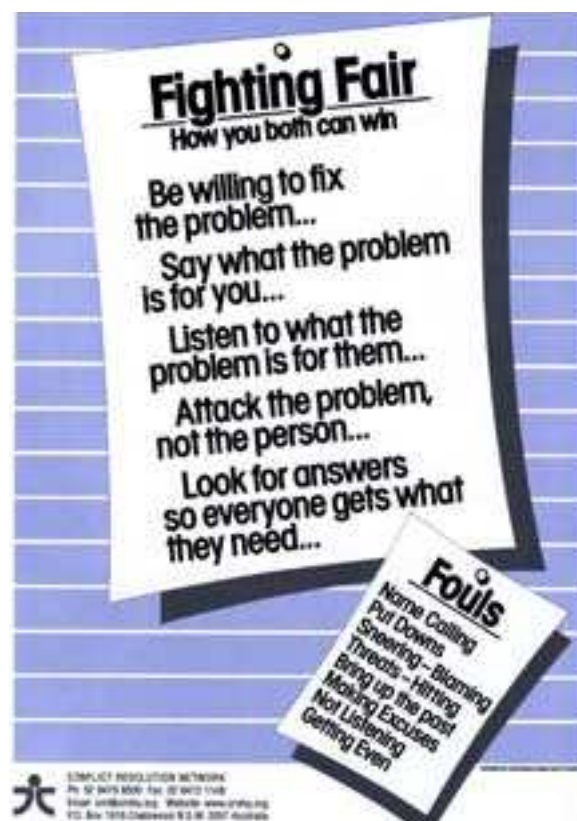 Fighting Fair
How you both can win
Be willing to fix
the problem...
Say what the problem
is for you...
Listen to what the
problem is for them...
Attack the problem,
not the person...
Look for answers
so everyone gets what
they need...
Fouls
Name Calling
Put Downs
Sneering - Blaming
Threats - Hitting
Bring up the past
Making Excuses
Not Listening
Getting Even
CONFLICT RESOLUTION NETWORK